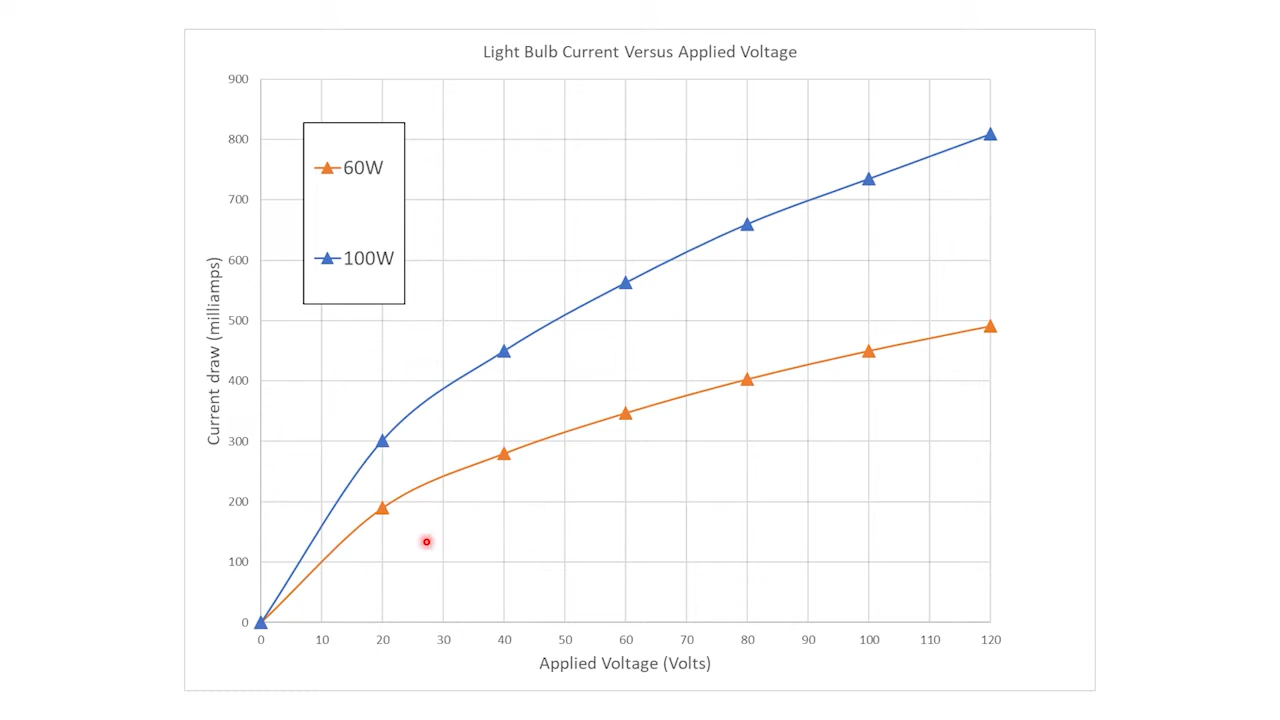 Light Bulb Current Versus Applied Voltage
900
800
700
600
500
400
300
200
100
0
Current draw (milliamps)
60W
100W
0 10 20 30 40 50 60 70 80 90 100 110 120
Applied Voltage (Volts)